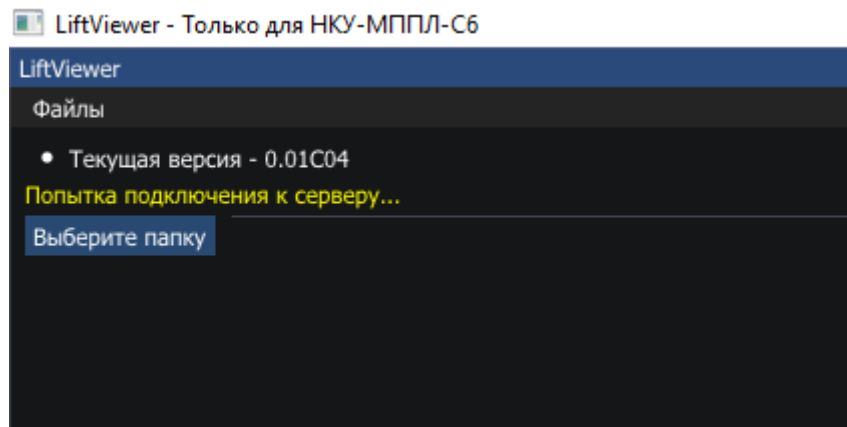 LiftViewer - Только для НКУ-МППЛ-С6
LiftViewer
Файлы
Текущая версия - 0.01C04
Попытка подключения к серверу...
Выберите папку